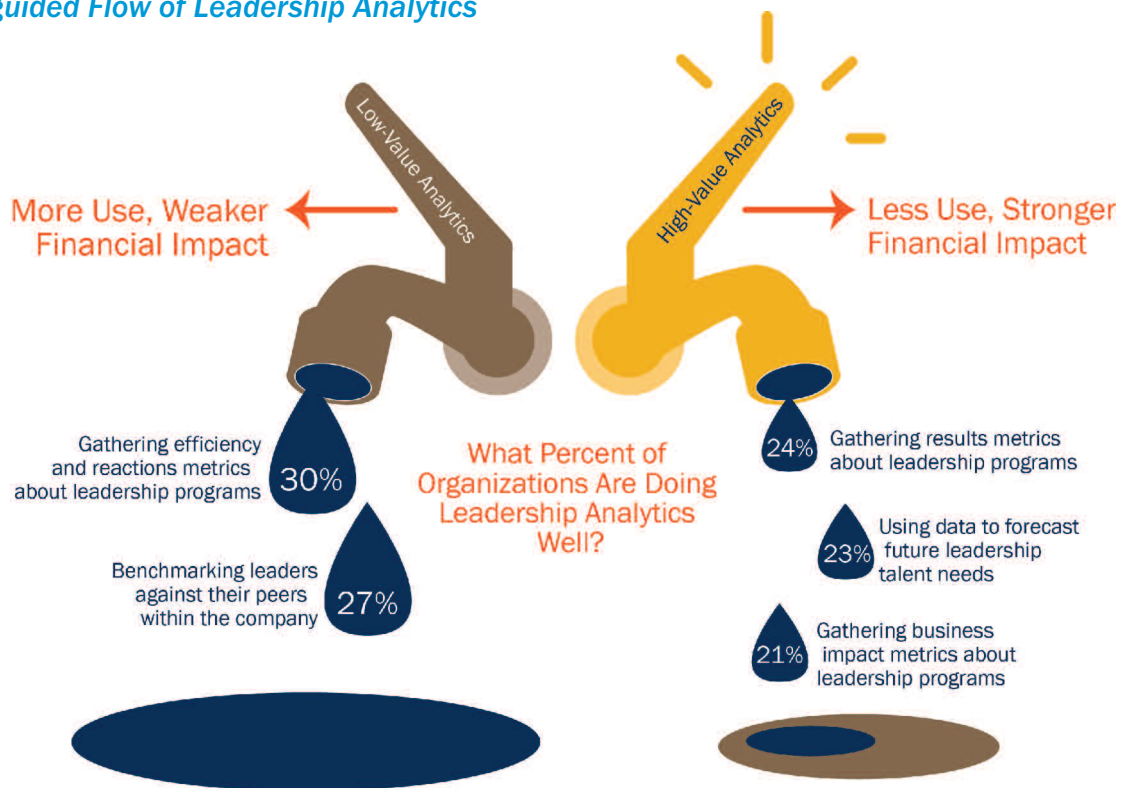 guided Flow of Leadership Analytics
Low-Value Analytics
High-Value Analytics
More Use, Weaker
Financial Impact
Less Use, Stronger
Financial Impact
Gathering efficiency
and reactions metrics
about leadership programs
30%
Benchmarking leaders
against their peers
within the company
27%
What Percent of
Organizations Are Doing
Leadership Analytics
Well?
24%
Gathering results metrics
about leadership programs
23%
Using data to forecast
future leadership
talent needs
21%
Gathering business
impact metrics about
leadership programs